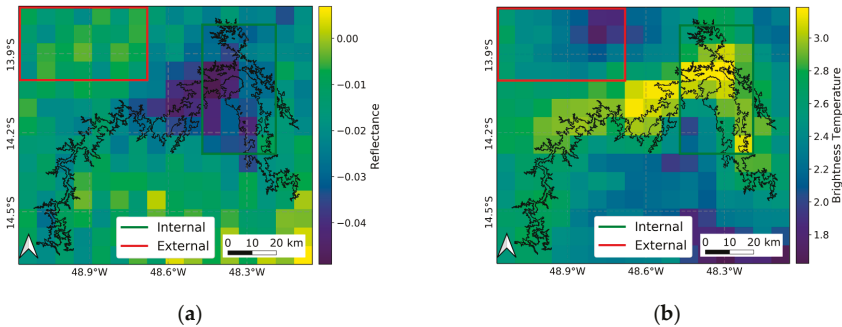 13.9°S
14.2°S
14.5°S
48.9°W
48.6°W
48.3°W
Internal
External
0 10 20 km
0.00
−0.01
−0.02
−0.03
−0.04
Reflectance
(a)
13.9°S
14.2°S
14.5°S
48.9°W
48.6°W
48.3°W
Internal
External
0 10 20 km
3.0
2.8
2.6
2.4
2.2
2.0
1.8
Brightness Temperature
(b)